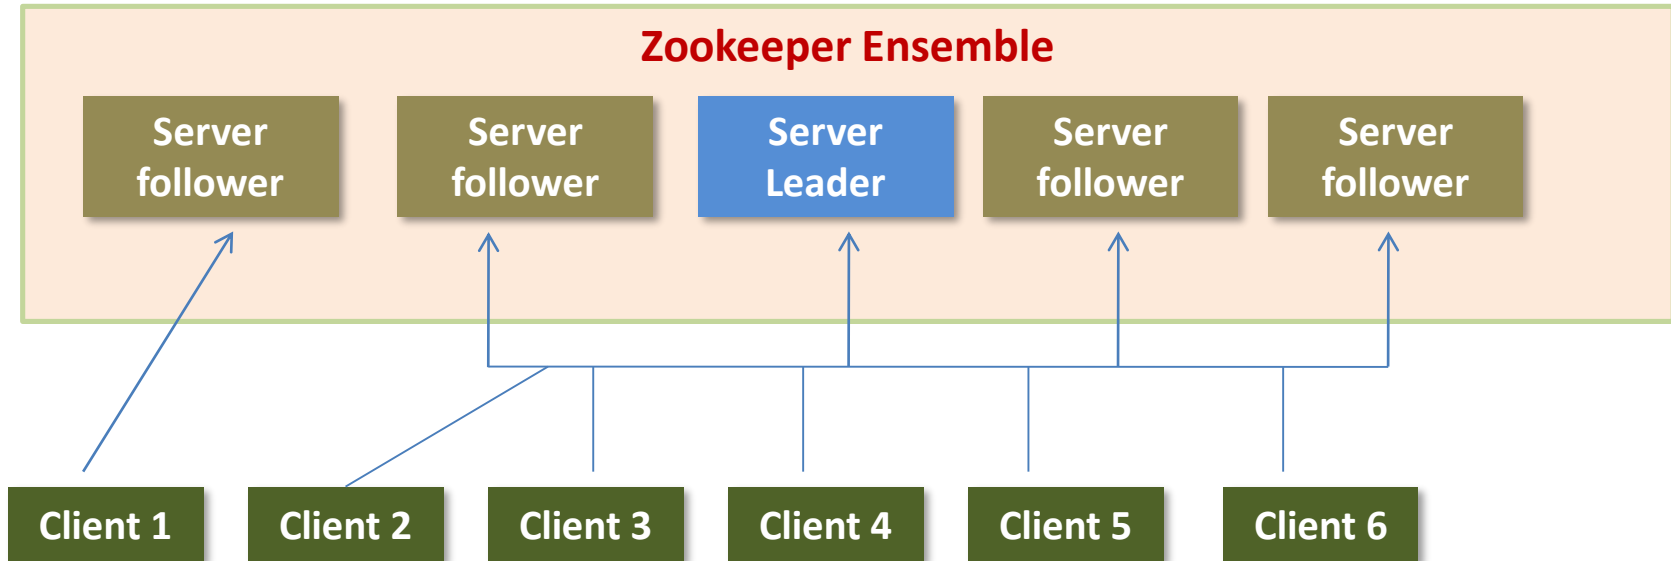 Zookeeper Ensemble
Server
follower
Server
follower
Server
Leader
Server
follower
Server
follower
Client 1
Client 2
Client 3
Client 4
Client 5
Client 6